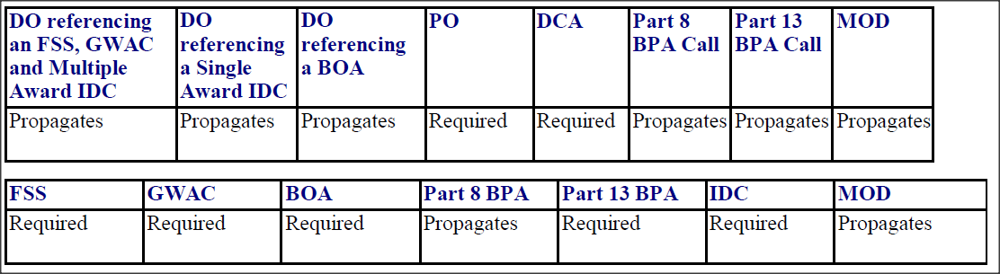 DO referencing an FSS, GWAC and Multiple Award IDC
DO referencing a Single Award IDC
DO referencing a BOA
PO
DCA
Part 8 BPA Call
Part 13 BPA Call
MOD
Propagates
Propagates
Propagates
Required
Required
Propagates
Propagates
Propagates
FSS
GWAC
BOA
Part 8 BPA
Part 13 BPA
IDC
MOD
Required
Required
Required
Propagates
Required
Required
Propagates